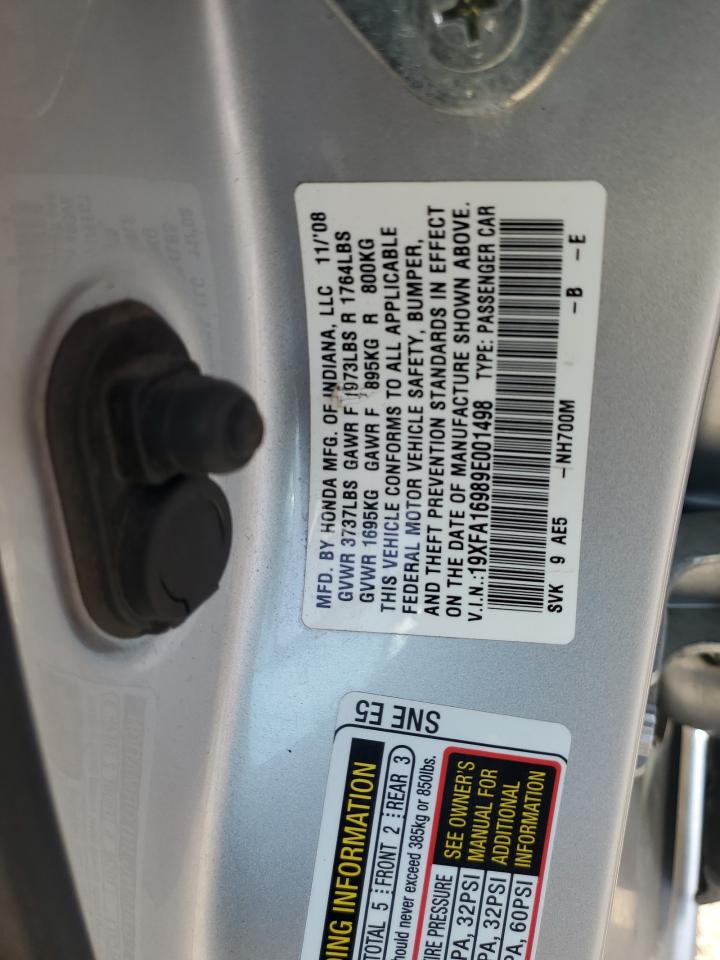 MFD. BY HONDA MFG. OF INDIANA, LLC 11/'08
GVWR 3737LBS GAWR F 1973LBS R 1764LBS
GVWR 1695KG GAWR F 895KG R 800KG
THIS VEHICLE CONFORMS TO ALL APPLICABLE
FEDERAL MOTOR VEHICLE SAFETY, BUMPER,
AND THEFT PREVENTION STANDARDS IN EFFECT
ON THE DATE OF MANUFACTURE SHOWN ABOVE.
V.I.N.:19XFA16989E001498 TYPE: PASSENGER CAR
SVK 9 AE5 -NH700M -B -E
SNE E5
DING INFORMATION
TOTAL 5 FRONT 2 REAR 3
hould never exceed 385kg or 850lbs.
TIRE PRESSURE
PA, 32PSI
PA, 32PSI
PA, 60PSI
SEE OWNER'S
MANUAL FOR
ADDITIONAL
INFORMATION